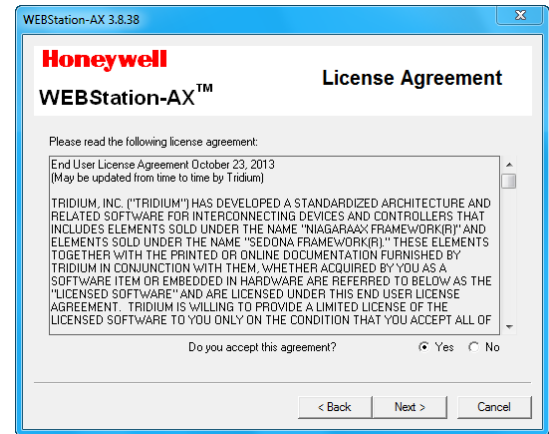 WEBStation-AX 3.8.38
Honeywell
WEBStation-AX™
License Agreement
Please read the following license agreement:
End User License Agreement October 23, 2013
(May be updated from time to time by Tridium)
TRIDIUM, INC. ("TRIDIUM") HAS DEVELOPED A STANDARDIZED ARCHITECTURE AND
RELATED SOFTWARE FOR INTERCONNECTING DEVICES AND CONTROLLERS THAT
INCLUDES ELEMENTS SOLD UNDER THE NAME "NIAGARAAX FRAMEWORK(R)" AND
ELEMENTS SOLD UNDER THE NAME "SEDONA FRAMEWORK(R)." THESE ELEMENTS
TOGETHER WITH THE PRINTED OR ONLINE DOCUMENTATION FURNISHED BY
TRIDIUM IN CONJUNCTION WITH THEM, WHETHER ACQUIRED BY YOU AS A
SOFTWARE ITEM OR EMBEDDED IN HARDWARE ARE REFERRED TO BELOW AS THE
"LICENSED SOFTWARE" AND ARE LICENSED UNDER THIS END USER LICENSE
AGREEMENT.  TRIDIUM IS WILLING TO PROVIDE A LIMITED LICENSE OF THE
LICENSED SOFTWARE TO YOU ONLY ON THE CONDITION THAT YOU ACCEPT ALL OF
Do you accept this agreement? Yes No
< Back Next > Cancel